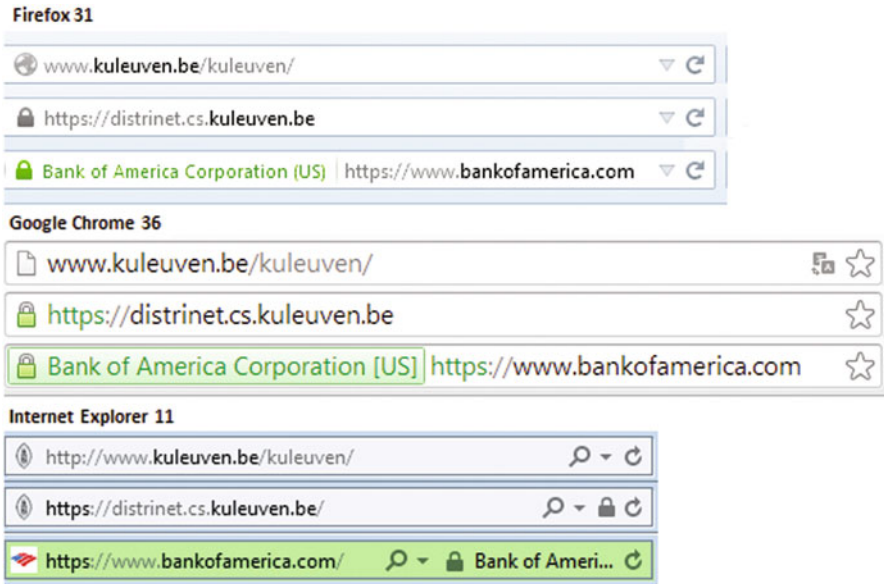 Firefox 31
www.kuleuven.be/kuleuven/
https://distrinet.cs.kuleuven.be
Bank of America Corporation (US) https://www.bankofamerica.com
Google Chrome 36
www.kuleuven.be/kuleuven/
https://distrinet.cs.kuleuven.be
Bank of America Corporation [US] https://www.bankofamerica.com
Internet Explorer 11
http://www.kuleuven.be/kuleuven/
https://distrinet.cs.kuleuven.be/
https://www.bankofamerica.com/ Bank of Ameri...